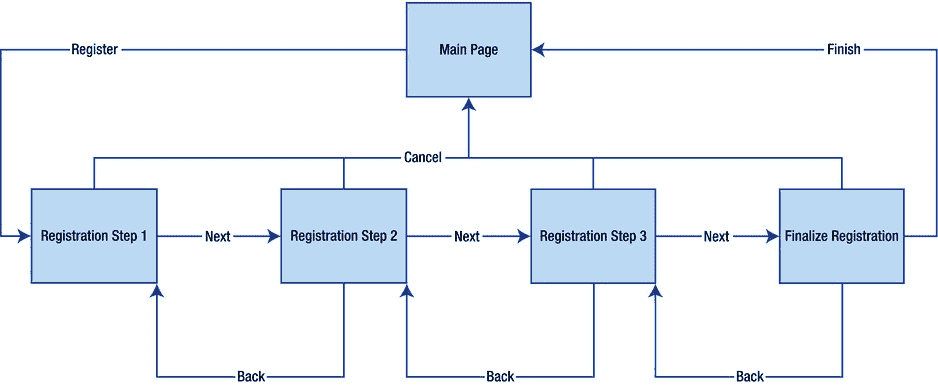 Register
Main Page
Finish
Cancel
Registration Step 1
Next
Registration Step 2
Next
Registration Step 3
Next
Finalize Registration
Back
Back
Back